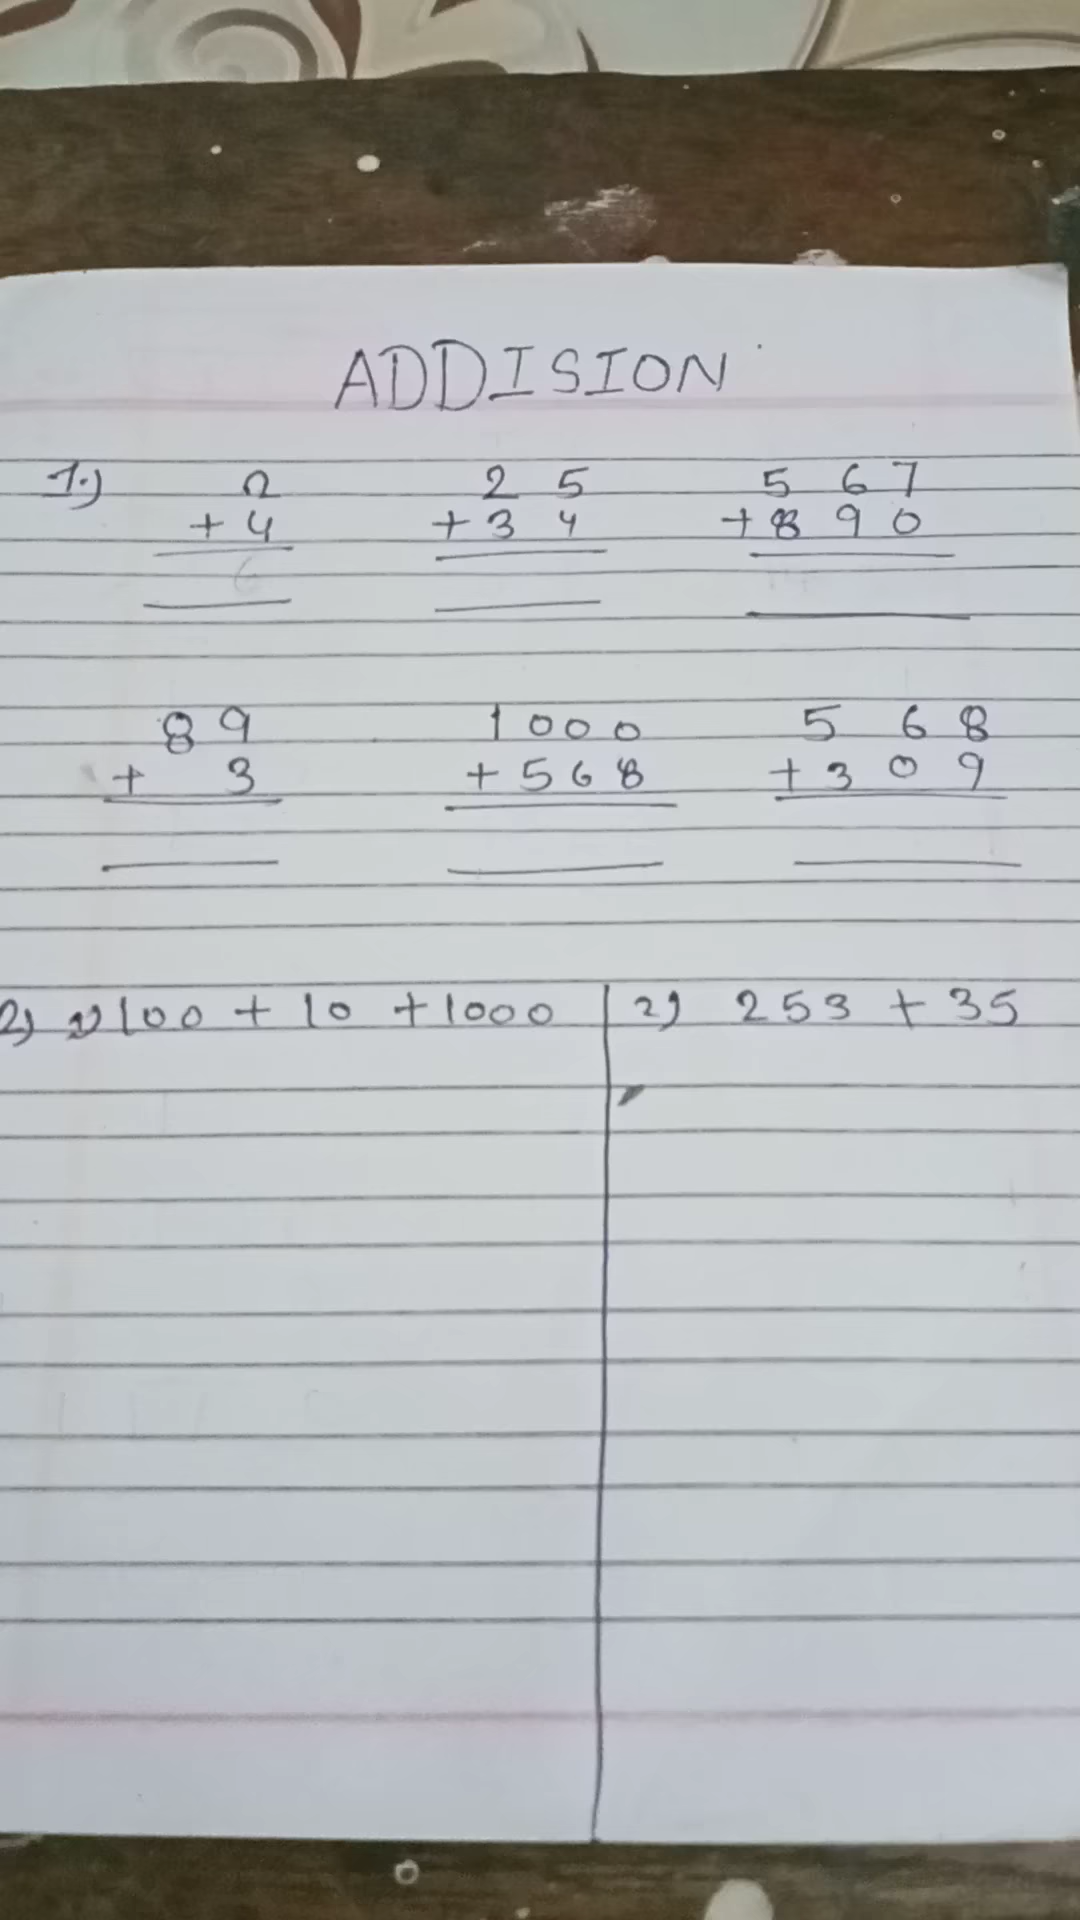 ADDISION
1.) 2 25 567
+4 +34 +890
6
89 1000 568
+ 3 +568 +309
2) 1) 100 + 10 + 1000 2) 253 + 35